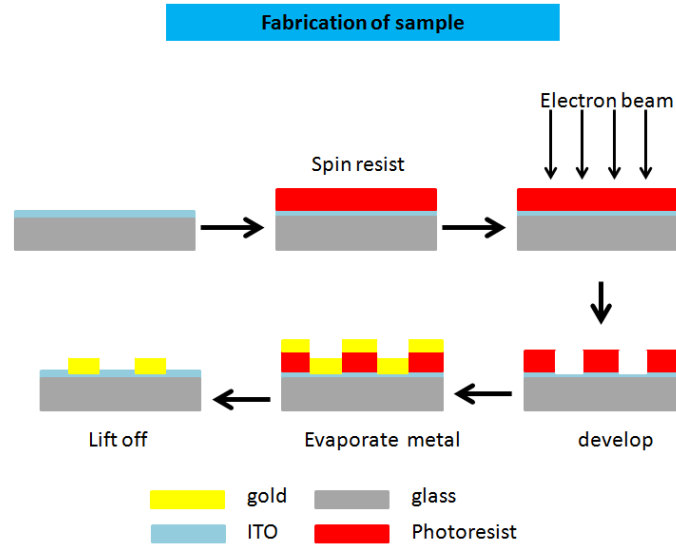 Fabrication of sample
Electron beam
Spin resist
Lift off
Evaporate metal
develop
gold
glass
ITO
Photoresist